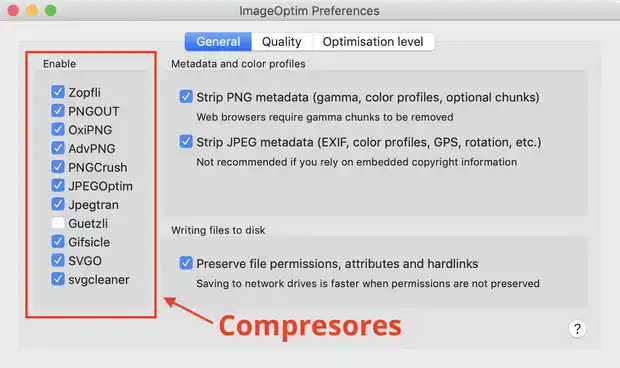 ImageOptim Preferences
General Quality Optimisation level
Enable
Zopfli
PNGOUT
OxiPNG
AdvPNG
PNGCrush
JPEGOptim
Jpegtran
Guetzli
Gifsicle
SVGO
svgcleaner
Metadata and color profiles
Strip PNG metadata (gamma, color profiles, optional chunks)
Web browsers require gamma chunks to be removed
Strip JPEG metadata (EXIF, color profiles, GPS, rotation, etc.)
Not recommended if you rely on embedded copyright information
Writing files to disk
Preserve file permissions, attributes and hardlinks
Saving to network drives is faster when permissions are not preserved
Compresores
?